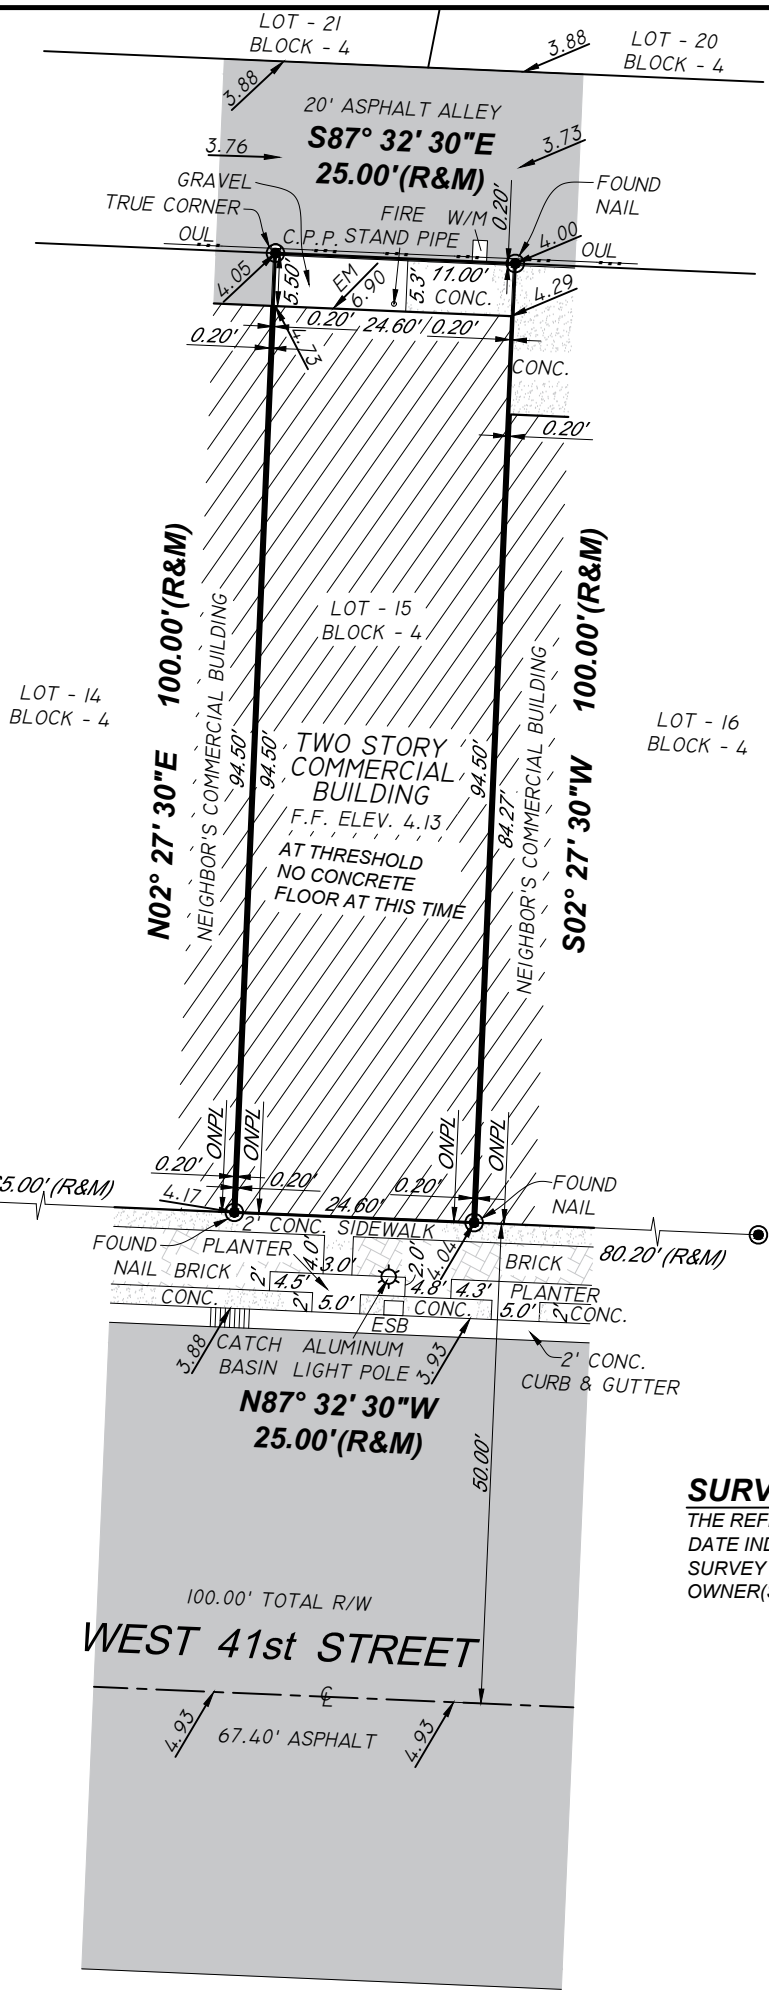 LOT - 21
BLOCK - 4
3.88
LOT - 20
BLOCK - 4
3.88
20' ASPHALT ALLEY
S87° 32' 30"E
25.00'(R&M)
3.76
3.73
GRAVEL
TRUE CORNER
FIRE
W/M
0.20'
FOUND
NAIL
OUL
C.P.P.
STAND PIPE
4.00
OUL
4.05
5.50'
EM
6.90
5.3'
11.00'
CONC.
4.29
0.20'
0.20'
24.60'
0.20'
4.73
CONC.
0.20'
N02° 27' 30"E 100.00'(R&M)
NEIGHBOR'S COMMERCIAL BUILDING
LOT - 15
BLOCK - 4
S02° 27' 30"W 100.00'(R&M)
NEIGHBOR'S COMMERCIAL BUILDING
LOT - 14
BLOCK - 4
LOT - 16
BLOCK - 4
94.50'
94.50'
TWO STORY
COMMERCIAL
BUILDING
F.F. ELEV. 4.13
94.50'
84.27'
AT THRESHOLD
NO CONCRETE
FLOOR AT THIS TIME
ONPL
ONPL
ONPL
ONPL
0.20'
0.20'
0.20'
5.00'(R&M)
4.17
24.60'
FOUND
NAIL
2' CONC. SIDEWALK
FOUND
NAIL
PLANTER
4.0'
3.0'
2.0'
4.04
BRICK
80.20'(R&M)
BRICK
2'
4.5'
4.8'
4.3'
PLANTER
CONC.
2'
5.0'
CONC.
5.0'
2'
CONC.
ESB
3.88
CATCH
BASIN
ALUMINUM
LIGHT POLE
3.93
2' CONC.
CURB & GUTTER
N87° 32' 30"W
25.00'(R&M)
50.00'
SURV
THE REF
DATE IND
SURVEY
OWNER(S
100.00' TOTAL R/W
WEST 41st STREET
4.93
67.40' ASPHALT
4.93